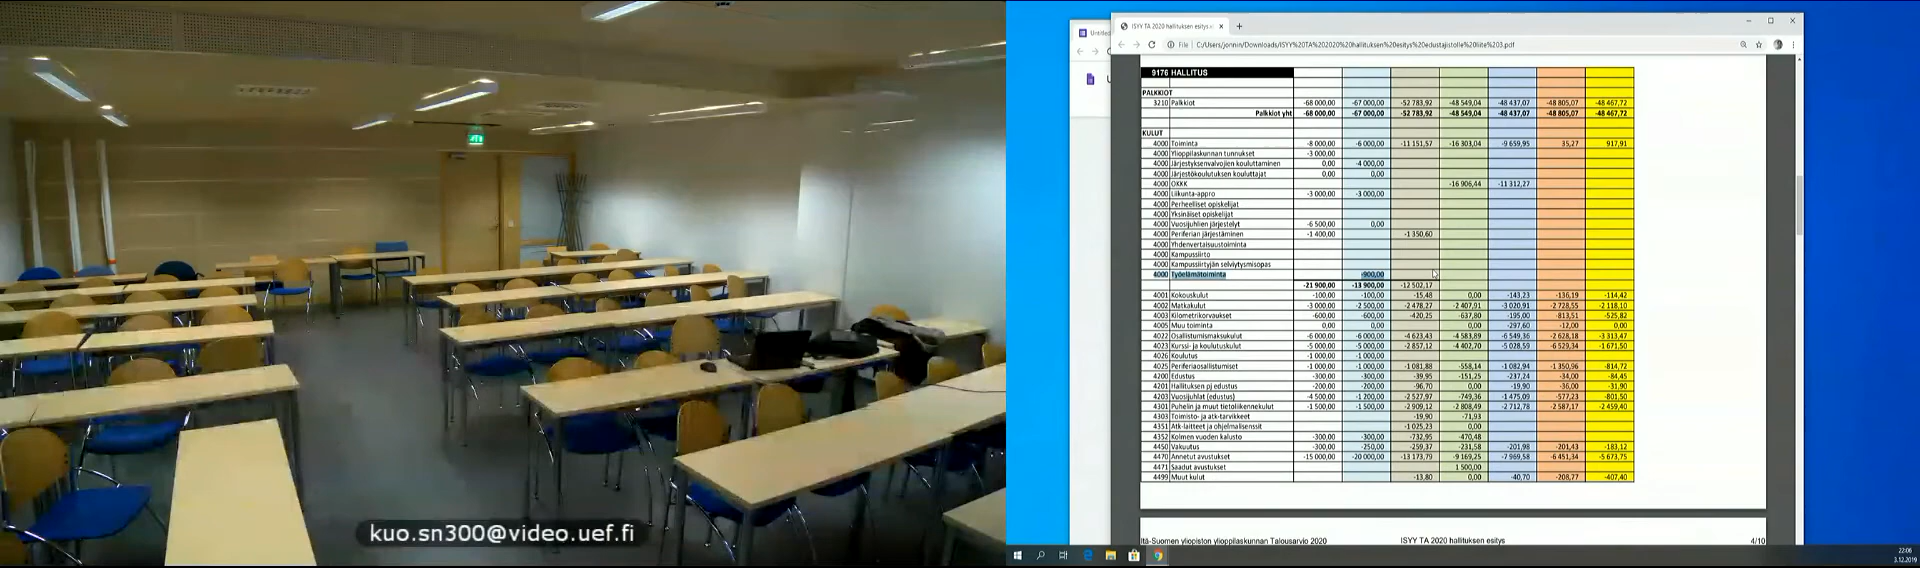 kuo.sn300@video.uef.fi
ISYY TA 2020 hallituksen esitys
File | C:/Users/jonnin/Downloads/ISYY%20TA%202020%20hallituksen%20esitys%20edustajistolle%20liite%203.pdf
9176 HALLITUS
PALKKIOT
3210 Palkkiot -68 000,00 -67 000,00 -52 783,92 -48 549,04 -48 437,07 -48 805,07 -48 467,72
Palkkiot yht -68 000,00 -67 000,00 -52 783,92 -48 549,04 -48 437,07 -48 805,07 -48 467,72
KULUT
4000 Toiminta -8 000,00 -6 000,00 -11 151,57 -16 303,04 -9 659,95 35,27 917,91
4000 Ylioppilaskunnan tunnukset -3 000,00
4000 Järjestyksenvalvojien kouluttaminen 0,00 -4 000,00
4000 Järjestökoulutuksen kouluttajat 0,00 0,00
4000 OKKK -16 906,44 -11 312,27
4000 Liikunta-appro -3 000,00 -3 000,00
4000 Perheelliset opiskelijat
4000 Yksinäiset opiskelijat
4000 Vuosijuhlien järjestelyt -6 500,00 0,00
4000 Periferian järjestäminen -1 400,00 -1 350,60
4000 Yhdenvertaisuustoiminta
4000 Kampussiirto
4000 Kampussiirtyjän selviytymisopas
4000 Työelämätoiminta -900,00
-21 900,00 -13 900,00 -12 502,17
4001 Kokouskulut -100,00 -100,00 -15,48 0,00 -143,23 -136,19 -114,42
4002 Matkakulut -3 000,00 -2 500,00 -2 478,27 -2 407,91 -3 020,91 -2 728,55 -2 118,10
4003 Kilometrikorvaukset -600,00 -600,00 -420,25 -637,80 -195,00 -813,51 -525,82
4005 Muu toiminta 0,00 0,00 0,00 -297,60 -12,00 0,00
4022 Osallistumismaksukulut -6 000,00 -6 000,00 -4 623,43 -4 583,89 -6 549,36 -2 628,18 -3 313,47
4023 Kurssi- ja koulutuskulut -5 000,00 -5 000,00 -2 857,12 -4 402,70 -5 028,59 -6 529,34 -1 671,50
4026 Koulutus -1 000,00 -1 000,00
4025 Periferiaosallistumiset -1 000,00 -1 000,00 -1 081,88 -558,14 -1 082,94 -1 350,96 -814,72
4200 Edustus -300,00 -300,00 -39,95 -151,25 -237,24 -34,00 -84,45
4201 Hallituksen pj edustus -200,00 -200,00 -96,70 0,00 -19,90 -36,00 -31,90
4203 Vuosijuhlat (edustus) -4 500,00 -1 200,00 -2 527,97 -749,36 -1 475,09 -577,23 -801,50
4301 Puhelin ja muut tietoliikennekulut -1 500,00 -1 500,00 -2 909,12 -2 808,49 -2 712,78 -2 587,17 -2 459,40
4303 Toimisto- ja atk-tarvikkeet -19,90 -71,93
4351 Atk-laitteet ja ohjelmalisenssit -1 025,23 0,00
4352 Kolmen vuoden kalusto -300,00 -300,00 -732,95 -470,48
4450 Vakuutus -300,00 -250,00 -259,37 -231,58 -201,98 -201,43 -183,12
4470 Annetut avustukset -15 000,00 -20 000,00 -13 173,79 -9 169,25 -7 969,58 -6 451,34 -5 673,75
4471 Saadut avustukset 1 500,00
4499 Muut kulut -13,80 0,00 -40,70 -208,77 -407,40
Itä-Suomen yliopiston ylioppilaskunnan Talousarvio 2020 ISYY TA 2020 hallituksen esitys 4/10
22:06
3.12.2019